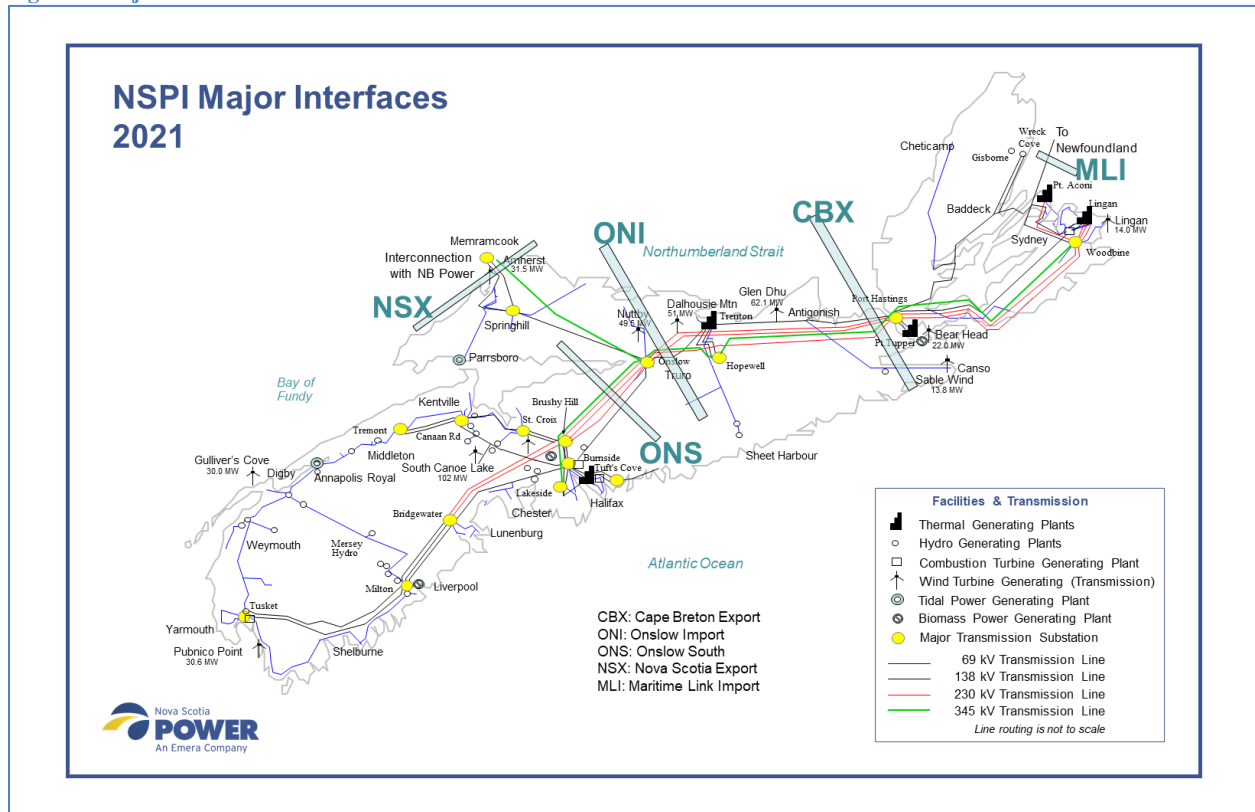 NSPI Major Interfaces
2021
Cheticamp
Wreck
Cove
Gisborne
To
Newfoundland
MLI
Pt. Aconi
Lingan
Lingan
14.0 MW
Baddeck
Sydney
Woodbine
CBX
ONI
Northumberland Strait
Memramcook
Interconnection
with NB Power
Amherst
31.5 MW
NSX
Springhill
Nuttby
49.5 MW
Dalhousie Mtn
51 MW
Trenton
Glen Dhu
62.1 MW
Antigonish
Port Hastings
Pt Tupper
Bear Head
22.0 MW
Canso
Sable Wind
13.8 MW
Parrsboro
Onslow
Truro
Hopewell
Bay of
Fundy
Kentville
Brushy Hill
St. Croix
Tremont
Canaan Rd
Middleton
ONS
Burnside
Tuft's Cove
Sheet Harbour
Gulliver's Cove
30.0 MW
Digby
Annapolis Royal
South Canoe Lake
102 MW
Lakeside
Halifax
Chester
Bridgewater
Lunenburg
Weymouth
Mersey
Hydro
Milton
Liverpool
Atlantic Ocean
Tusket
Yarmouth
Pubnico Point
30.6 MW
Shelburne
CBX: Cape Breton Export
ONI: Onslow Import
ONS: Onslow South
NSX: Nova Scotia Export
MLI: Maritime Link Import
Facilities & Transmission
Thermal Generating Plants
Hydro Generating Plants
Combustion Turbine Generating Plant
Wind Turbine Generating (Transmission)
Tidal Power Generating Plant
Biomass Power Generating Plant
Major Transmission Substation
69 kV Transmission Line
138 kV Transmission Line
230 kV Transmission Line
345 kV Transmission Line
Line routing is not to scale
Nova Scotia
POWER
An Emera Company